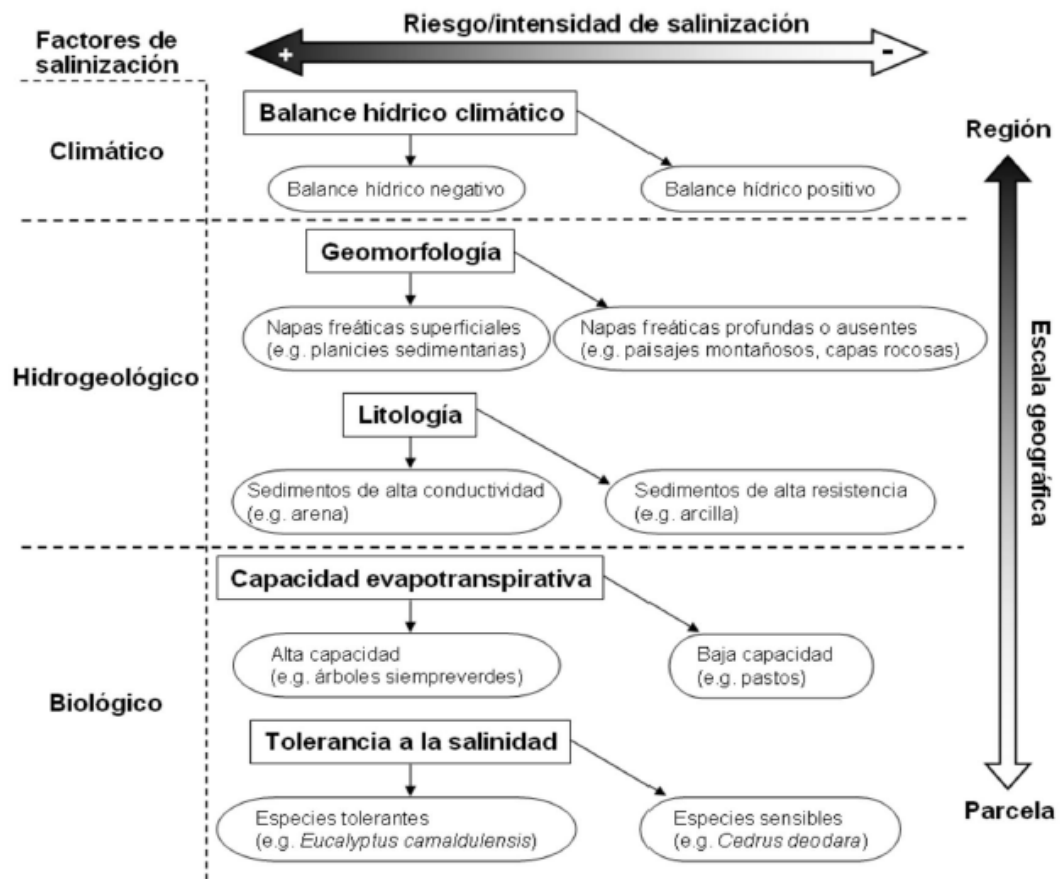 Factores de
salinización
Riesgo/intensidad de salinización
+
-
Climático
Balance hídrico climático
Balance hídrico negativo
Balance hídrico positivo
Hidrogeológico
Geomorfología
Napas freáticas superficiales
(e.g. planicies sedimentarias)
Napas freáticas profundas o ausentes
(e.g. paisajes montañosos, capas rocosas)
Litología
Sedimentos de alta conductividad
(e.g. arena)
Sedimentos de alta resistencia
(e.g. arcilla)
Biológico
Capacidad evapotranspirativa
Alta capacidad
(e.g. árboles siempreverdes)
Baja capacidad
(e.g. pastos)
Tolerancia a la salinidad
Especies tolerantes
(e.g. Eucalyptus camaldulensis)
Especies sensibles
(e.g. Cedrus deodara)
Región
Escala geográfica
Parcela